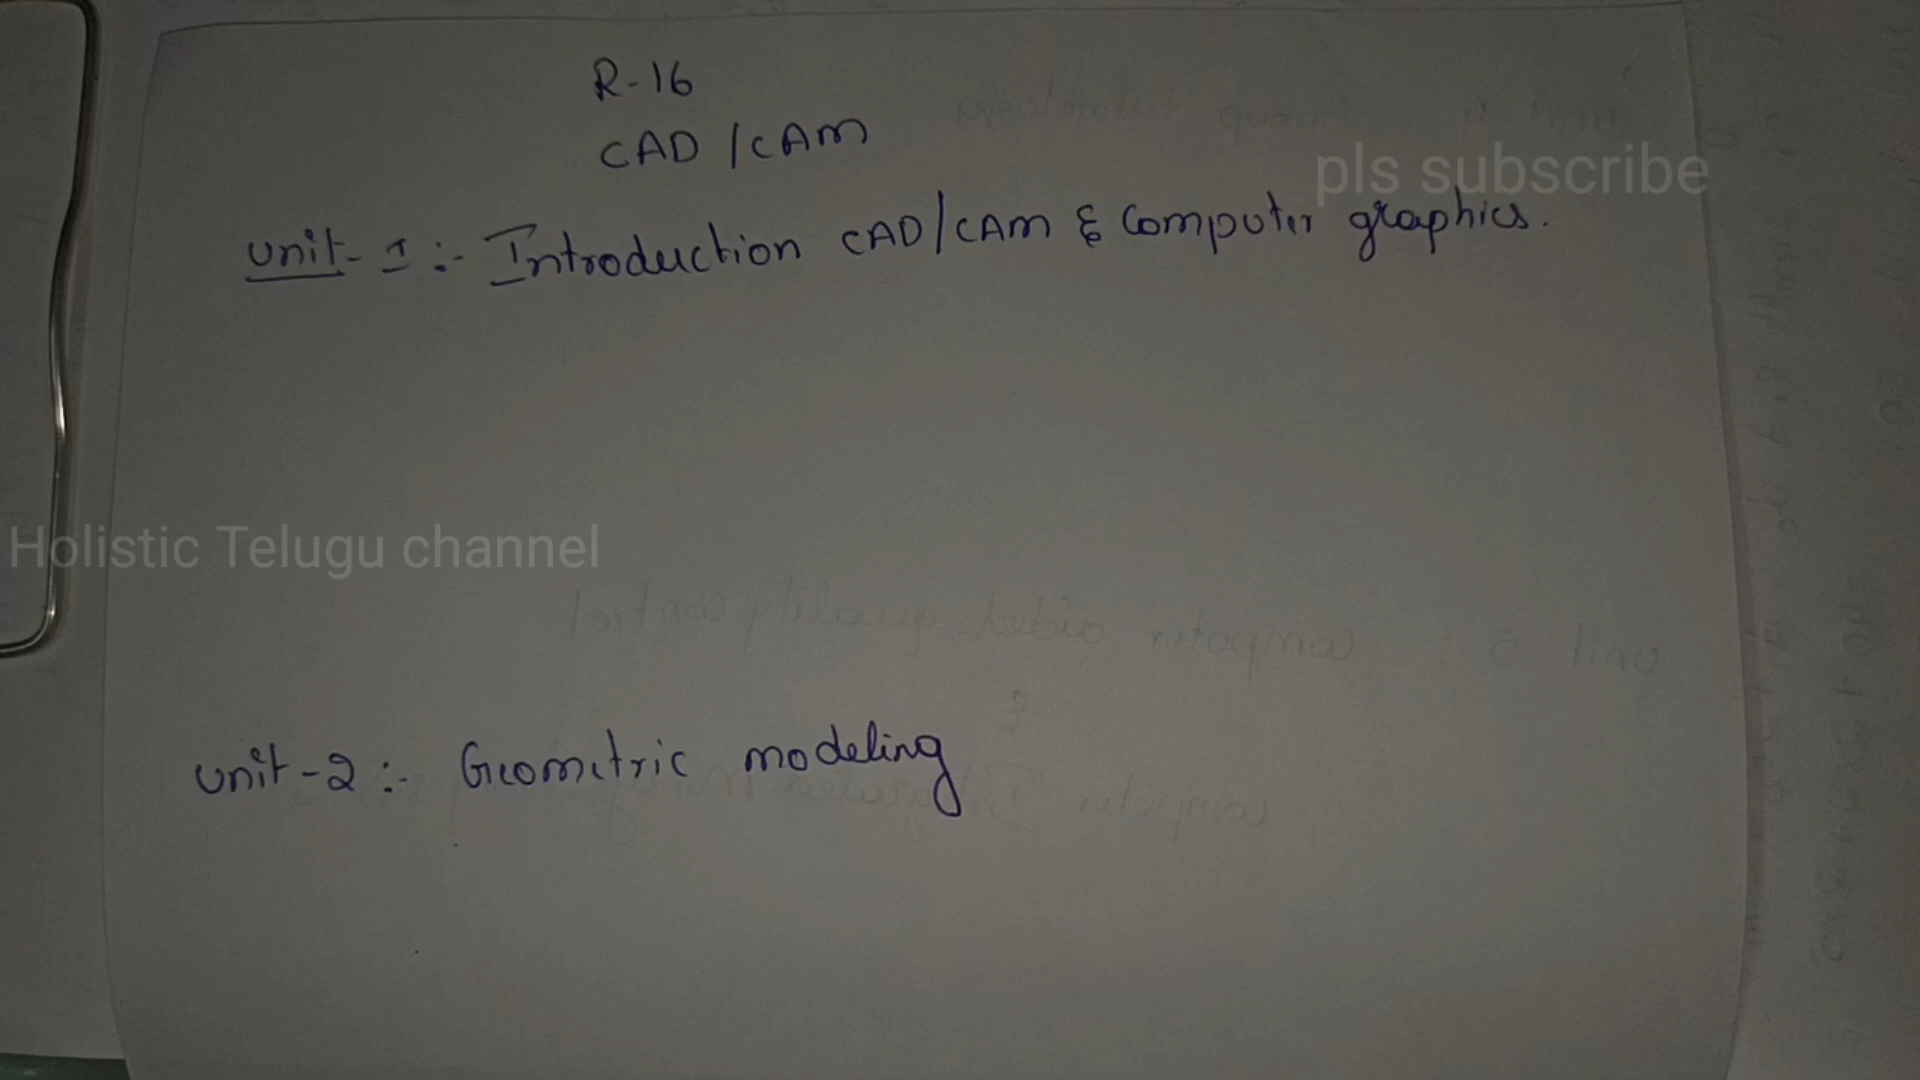 R-16
CAD / CAM
pls subscribe
unit- I :- Introduction CAD/CAM & Computer graphics.
Holistic Telugu channel
unit-2 :- Geometric modeling